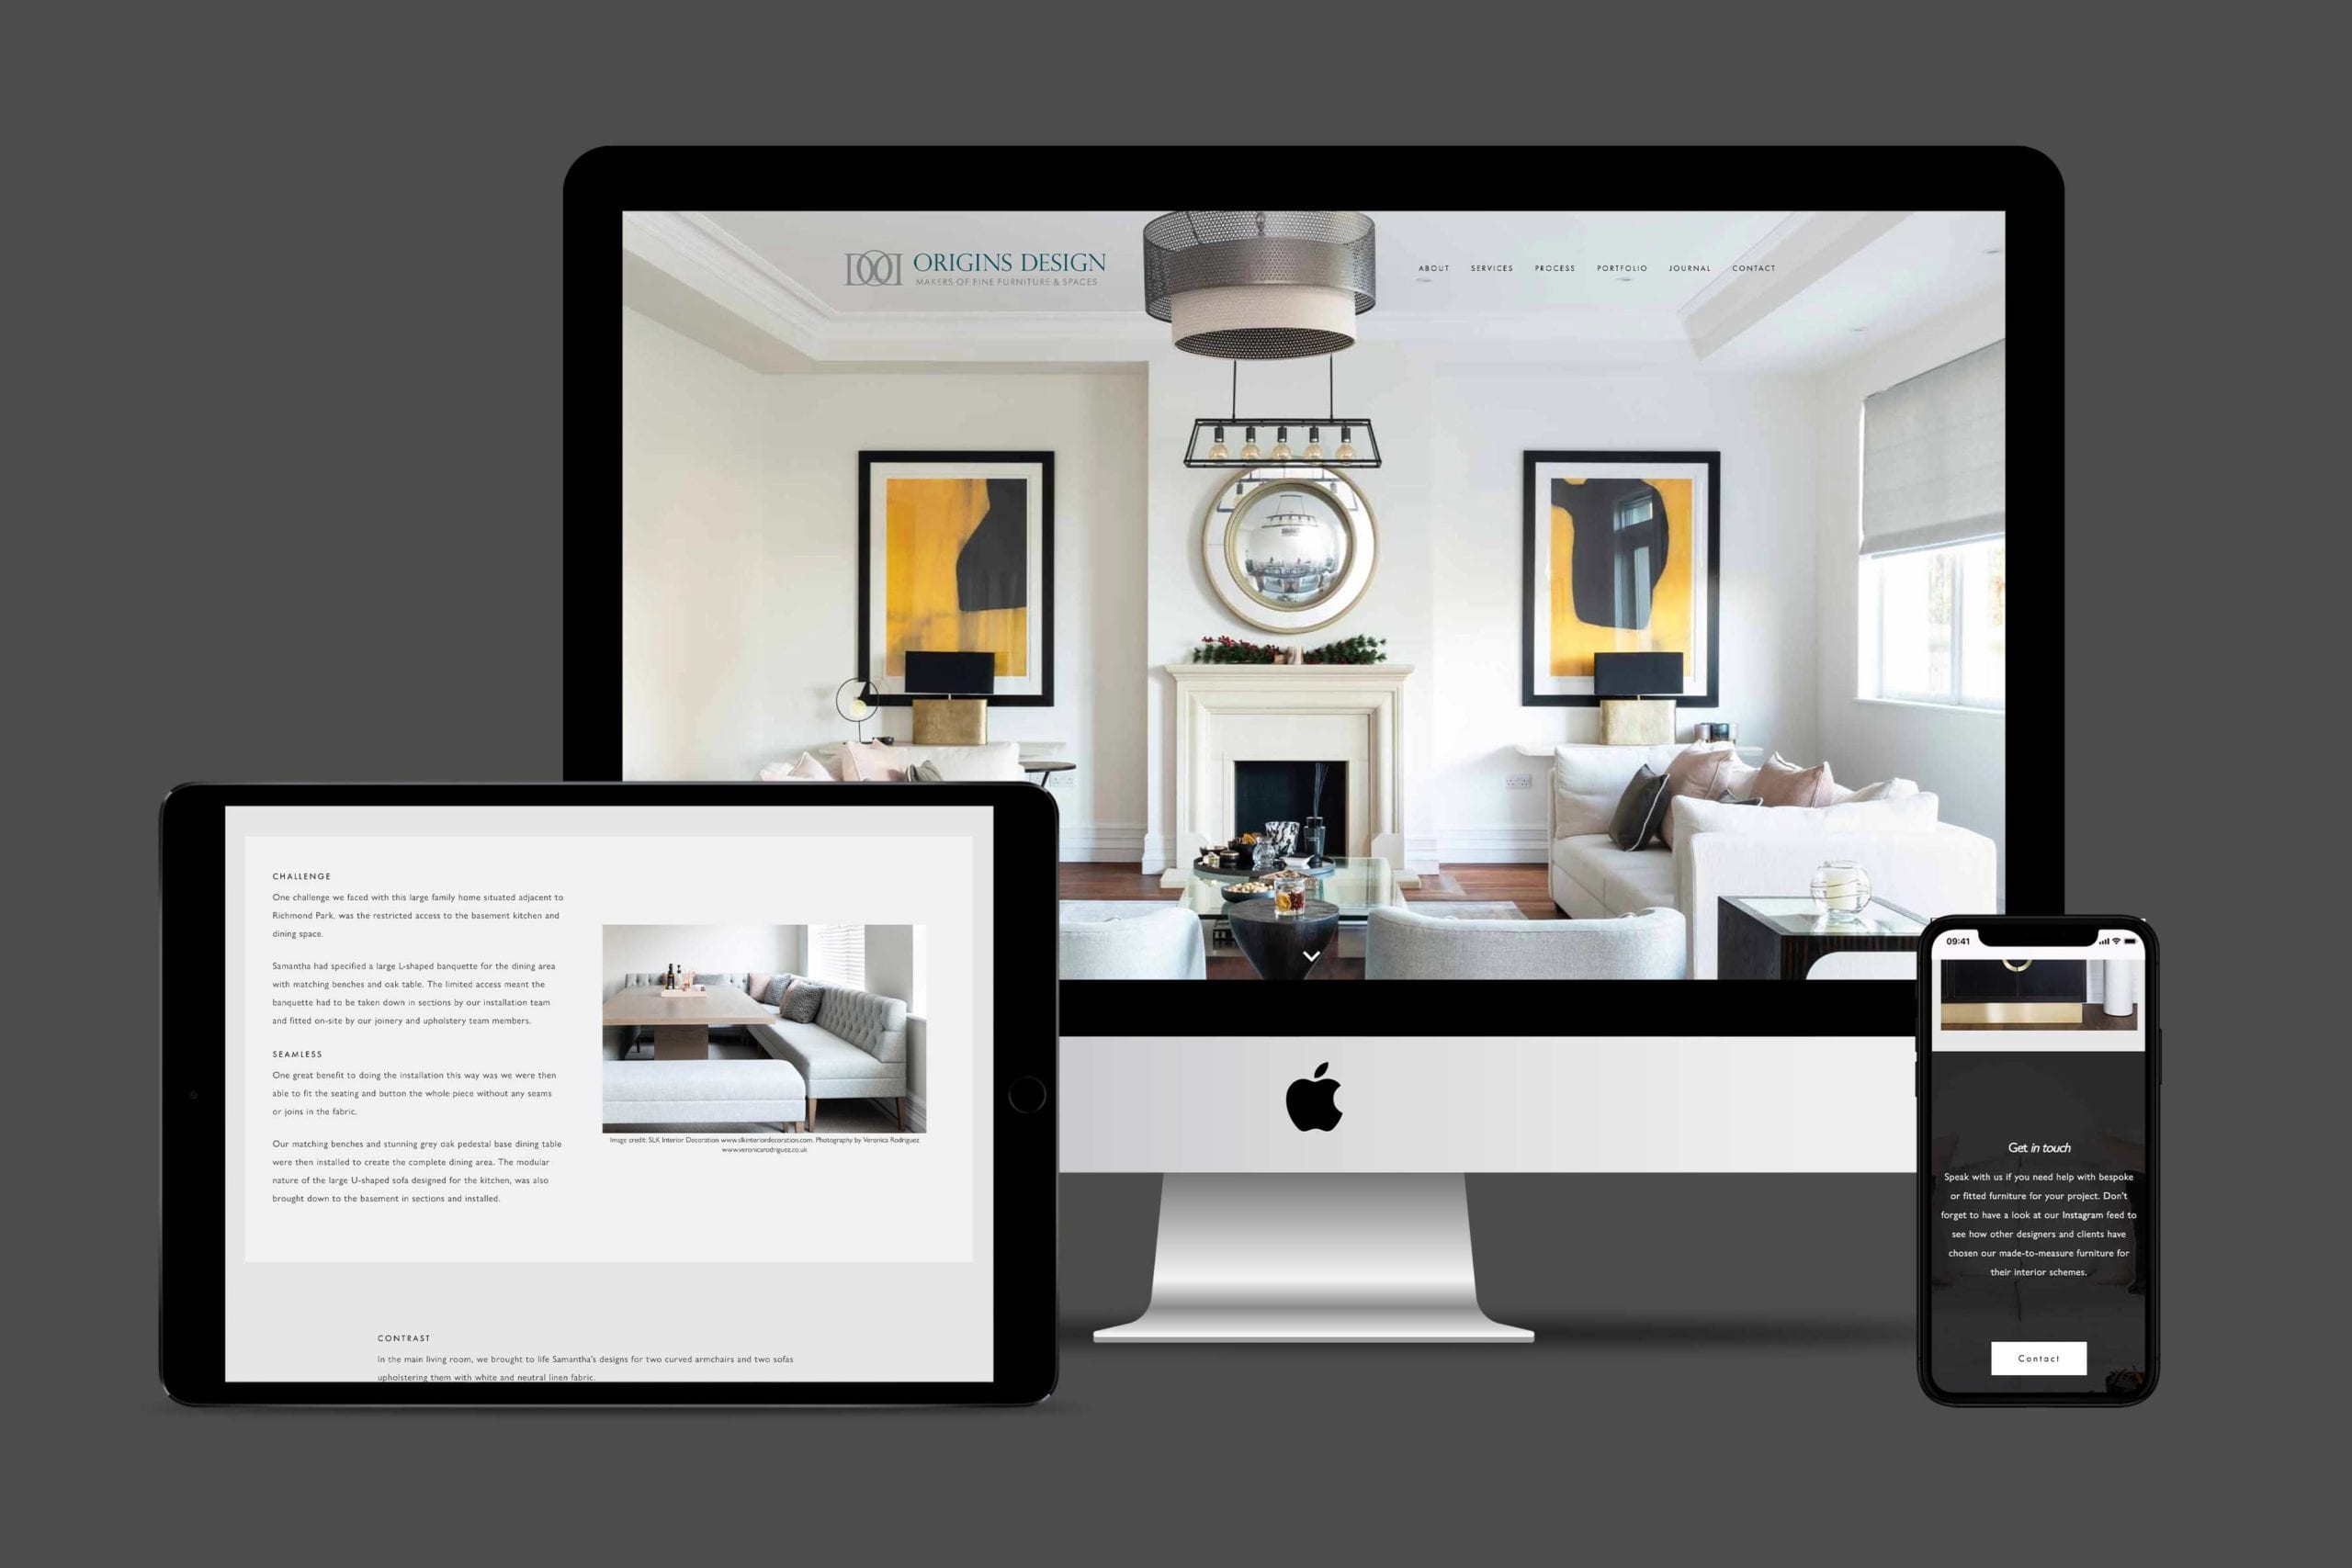 ORIGINS DESIGN
MAKERS OF FINE FURNITURE & SPACES
ABOUT SERVICES PROCESS PORTFOLIO JOURNAL CONTACT
CHALLENGE
One challenge we faced with this large family home situated adjacent to
Richmond Park, was the restricted access to the basement kitchen and
dining space.
Samantha had specified a large L-shaped banquette for the dining area
with matching benches and oak table. The limited access meant the
banquette had to be taken down in sections by our installation team
and fitted on-site by our joinery and upholstery team members.
SEAMLESS
One great benefit to doing the installation this way was we were then
able to fit the seating and button the whole piece without any seams
or joins in the fabric.
Our matching benches and stunning grey oak pedestal base dining table
were then installed to create the complete dining area. The modular
nature of the large U-shaped sofa designed for the kitchen, was also
brought down to the basement in sections and installed.
Image credit: SLK Interior Decoration www.slkinteriordecoration.com. Photography by Veronica Rodriguez
www.veronicarodriguez.co.uk
CONTRAST
In the main living room, we brought to life Samantha's designs for two curved armchairs and two sofas
upholstering them with white and neutral linen fabric.
09:41
Get in touch
Speak with us if you need help with bespoke
or fitted furniture for your project. Don't
forget to have a look at our Instagram feed to
see how other designers and clients have
chosen our made-to-measure furniture for
their interior schemes.
Contact